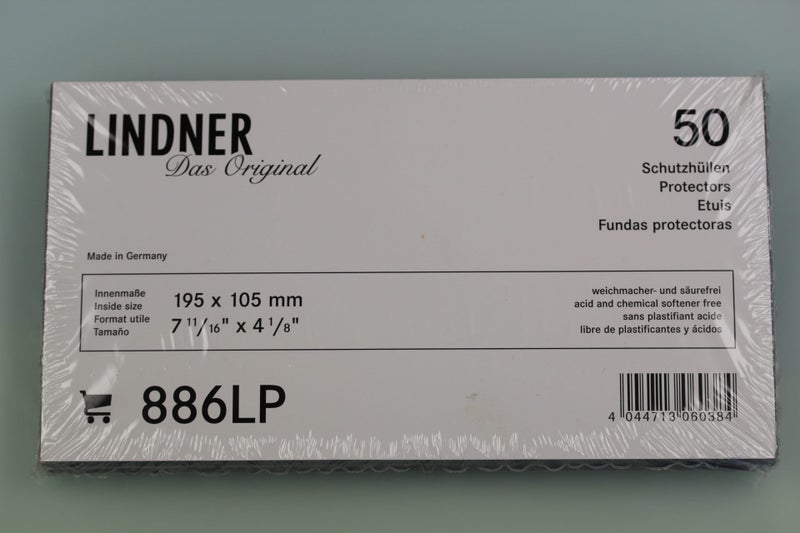 LINDNER
Das Original
50
Schutzhüllen
Protectors
Etuis
Fundas protectoras
Made in Germany
Innenmaße
Inside size
Format utile
Tamaño
195 x 105 mm
7 11/16" x 4 1/8"
weichmacher- und säurefrei
acid and chemical softener free
sans plastifiant acide
libre de plastificantes y ácidos
886LP
4 044713 060384